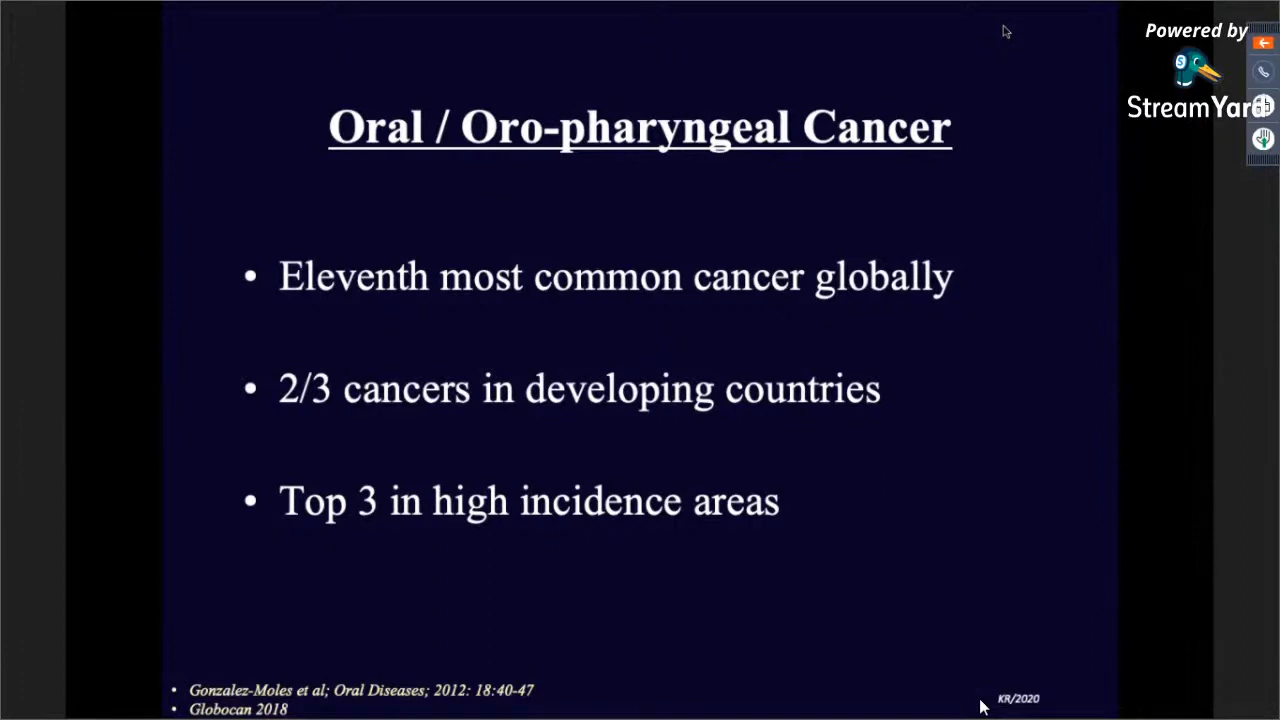 Powered by
StreamYard
Oral / Oro-pharyngeal Cancer
• Eleventh most common cancer globally
• 2/3 cancers in developing countries
• Top 3 in high incidence areas
• Gonzalez-Moles et al; Oral Diseases; 2012: 18:40-47
• Globocan 2018
KR/2020